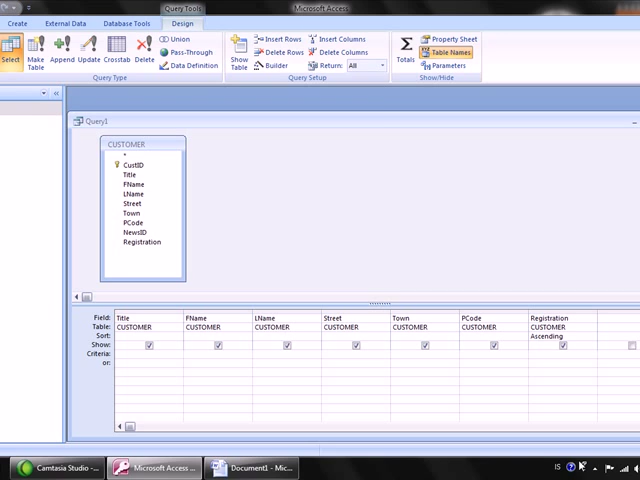 Query Tools
Microsoft Access
Create External Data Database Tools Design
Select
Make Table
Append
Update
Crosstab
Delete
Union
Pass-Through
Data Definition
Query Type
Show Table
Insert Rows
Delete Rows
Builder
Insert Columns
Delete Columns
Return: All
Query Setup
Σ
Totals
Property Sheet
Table Names
Parameters
Show/Hide
Query1
CUSTOMER
*
CustID
Title
FName
LName
Street
Town
PCode
NewsID
Registration
Field: Title FName LName Street Town PCode Registration
Table: CUSTOMER CUSTOMER CUSTOMER CUSTOMER CUSTOMER CUSTOMER CUSTOMER
Sort: Ascending
Show:
Criteria:
or:
Camtasia Studio -... Microsoft Access ... Document1 - Mic... IS